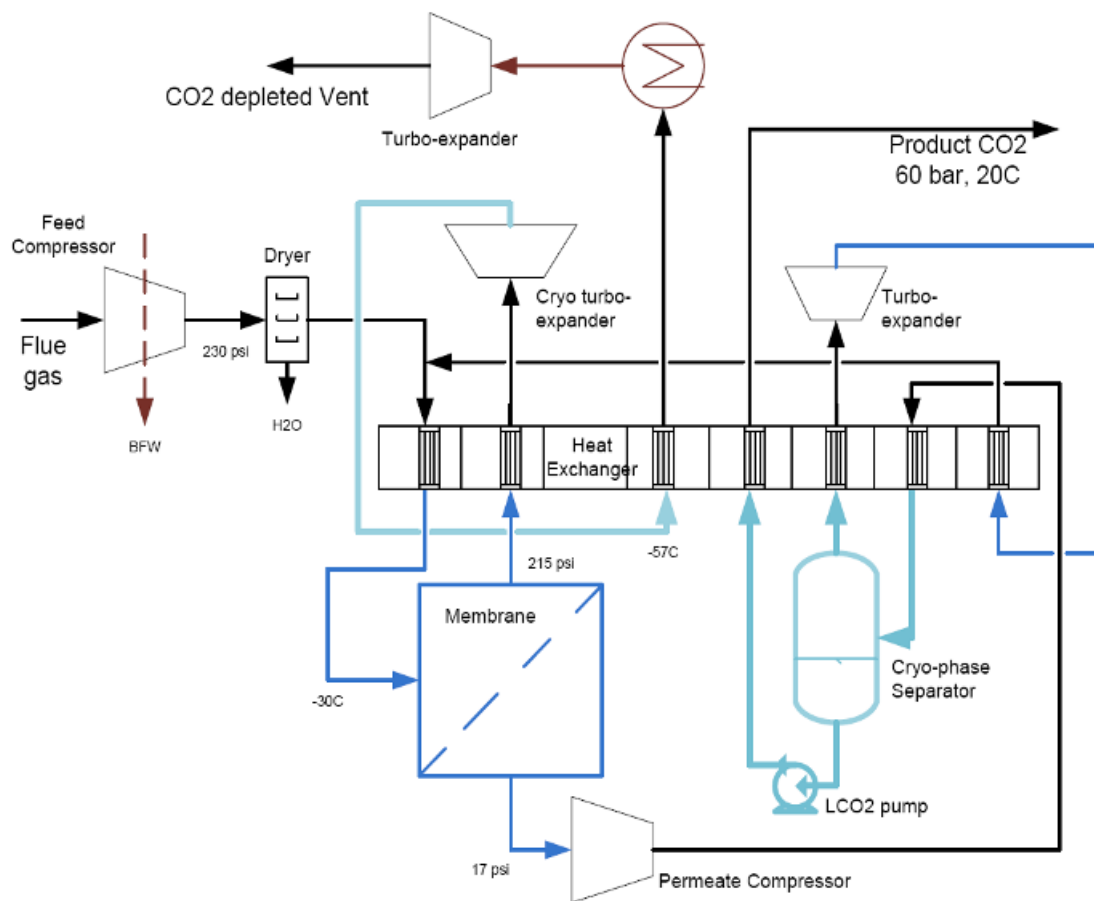 CO2 depleted Vent
Turbo-expander
Product CO2
60 bar, 20C
Feed
Compressor
Dryer
Cryo turbo-
expander
Turbo-
expander
Flue
gas
230 psi
H2O
BFW
Heat
Exchanger
215 psi
-57C
Membrane
-30C
Cryo-phase
Separator
LCO2 pump
17 psi
Permeate Compressor